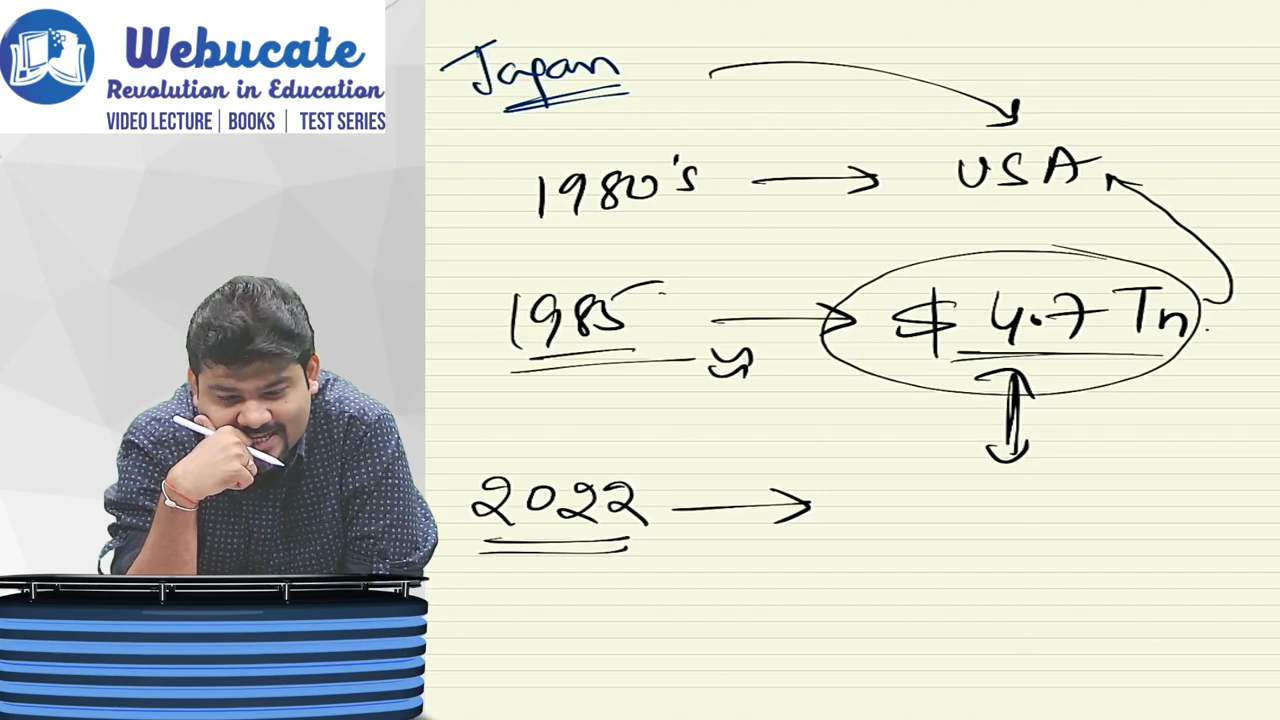 Webucate
Revolution in Education
VIDEO LECTURE | BOOKS | TEST SERIES
Japan
1980's → USA
1985 → $ 4.7 Tn
2022 →